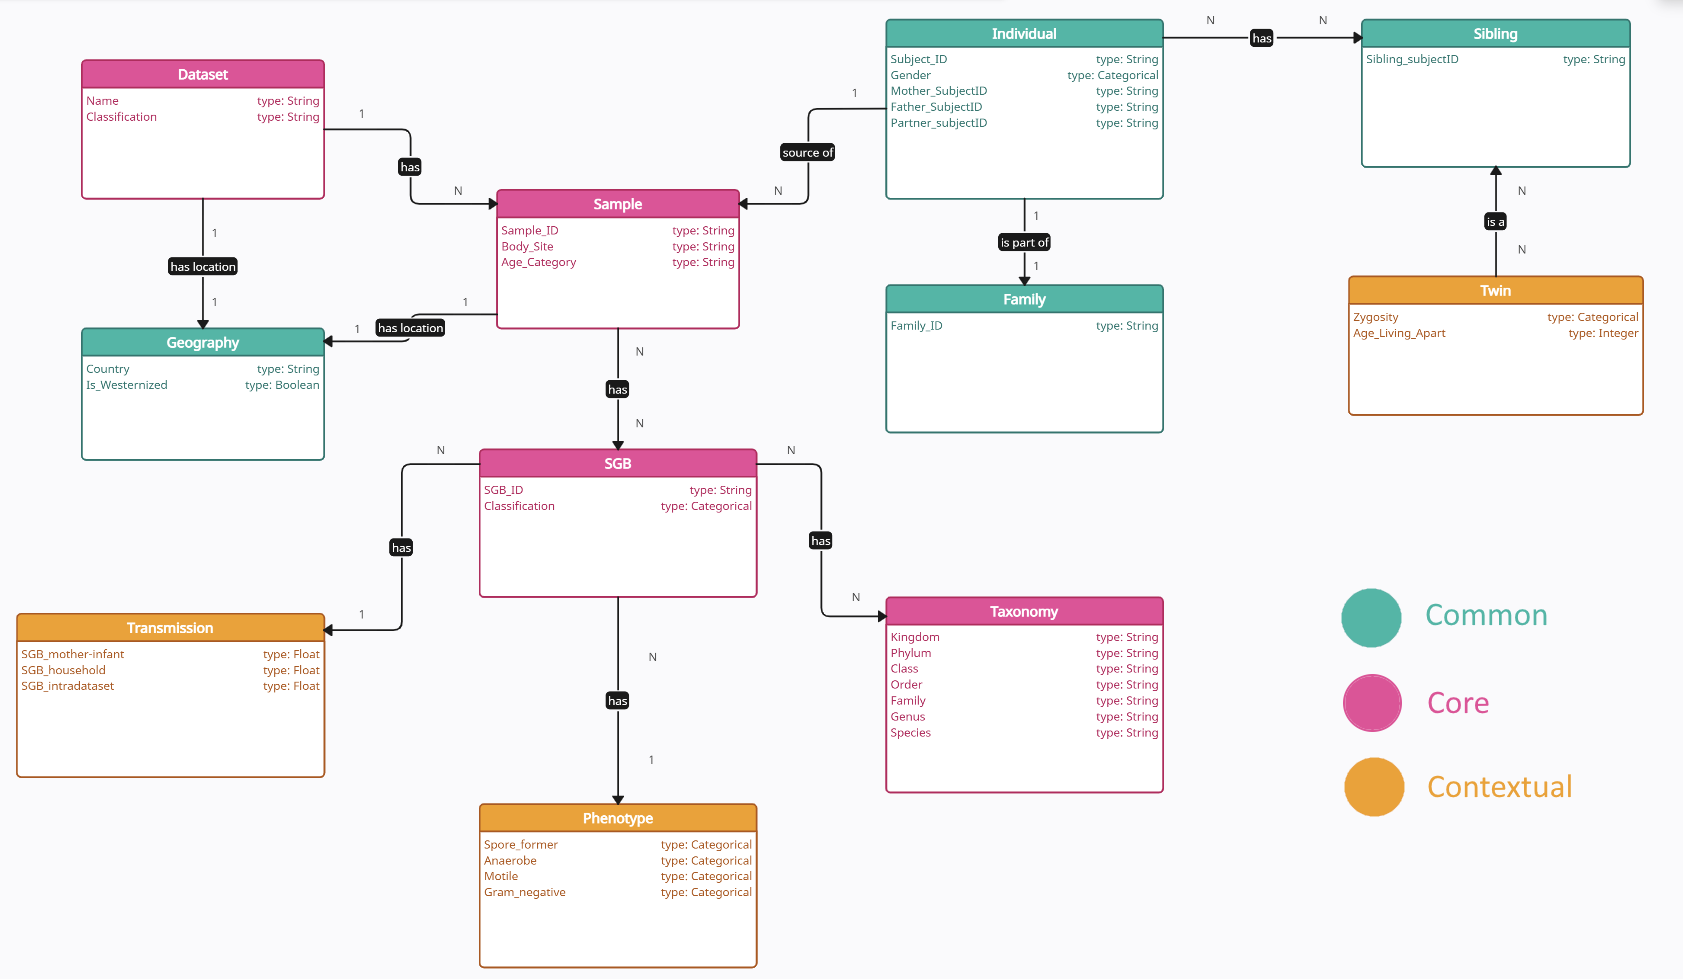 Dataset
Name type: String
Classification type: String
1
has
N
1
has location
1
Individual
Subject_ID type: String
Gender type: Categorical
Mother_SubjectID type: String
Father_SubjectID type: String
Partner_subjectID type: String
N has N
Sibling
Sibling_subjectID type: String
1
source of
N
Sample
Sample_ID type: String
Body_Site type: String
Age_Category type: String
1
is part of
1
N
is a
N
Family
Family_ID type: String
Twin
Zygosity type: Categorical
Age_Living_Apart type: Integer
1
has location
1
Geography
Country type: String
Is_Westernized type: Boolean
N
has
N
SGB
SGB_ID type: String
Classification type: Categorical
N
has
1
N
has
N
Transmission
SGB_mother-infant type: Float
SGB_household type: Float
SGB_intradataset type: Float
Taxonomy
Kingdom type: String
Phylum type: String
Class type: String
Order type: String
Family type: String
Genus type: String
Species type: String
N
has
1
Phenotype
Spore_former type: Categorical
Anaerobe type: Categorical
Motile type: Categorical
Gram_negative type: Categorical
Common
Core
Contextual